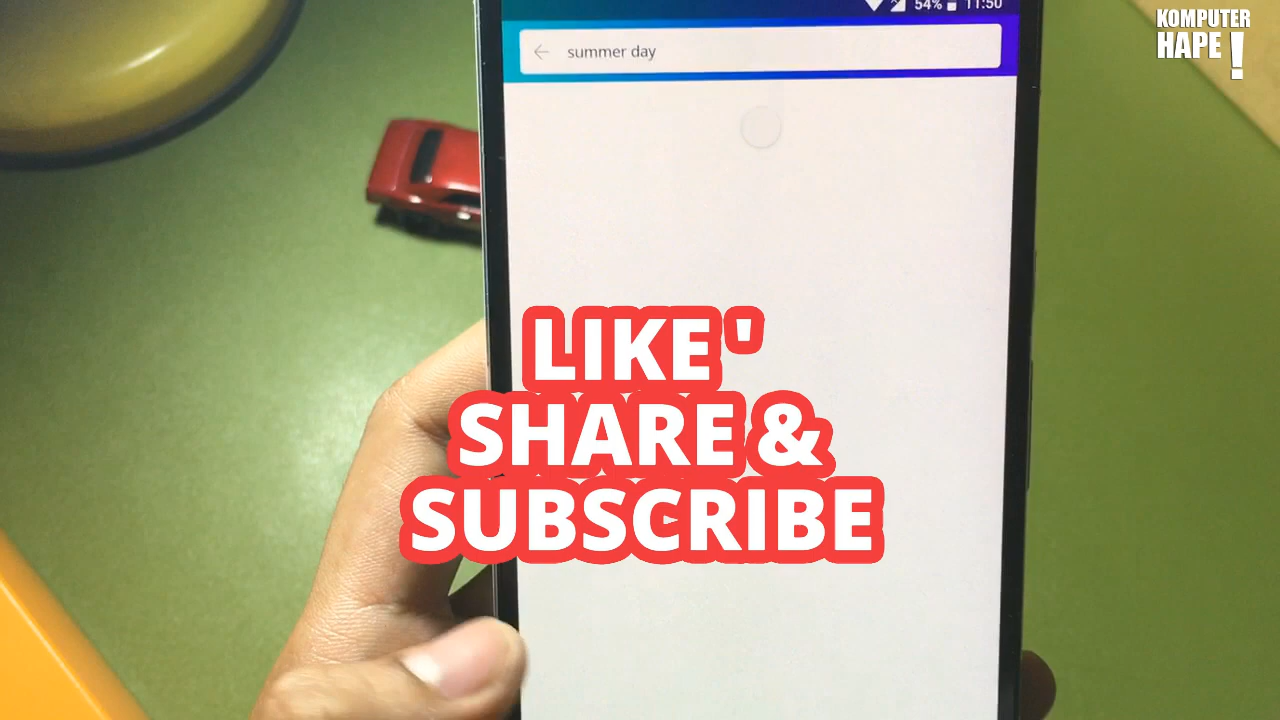 54% 11:50
summer day
KOMPUTER
HAPE!
LIKE '
SHARE &
SUBSCRIBE